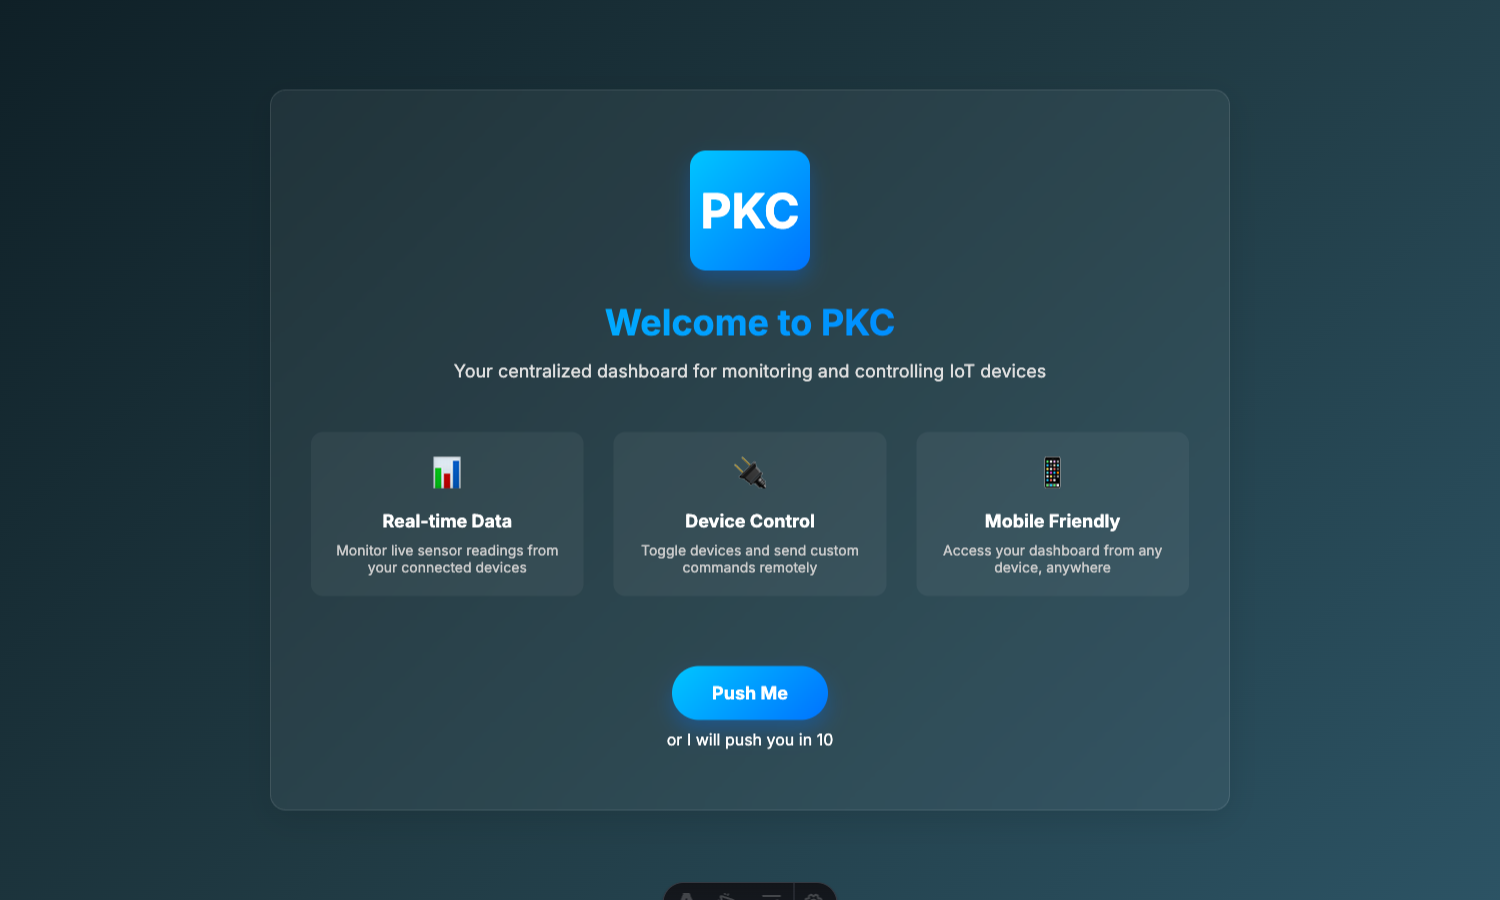 PKC
Welcome to PKC
Your centralized dashboard for monitoring and controlling IoT devices
Real-time Data
Monitor live sensor readings from
your connected devices
Device Control
Toggle devices and send custom
commands remotely
Mobile Friendly
Access your dashboard from any
device, anywhere
Push Me
or I will push you in 10